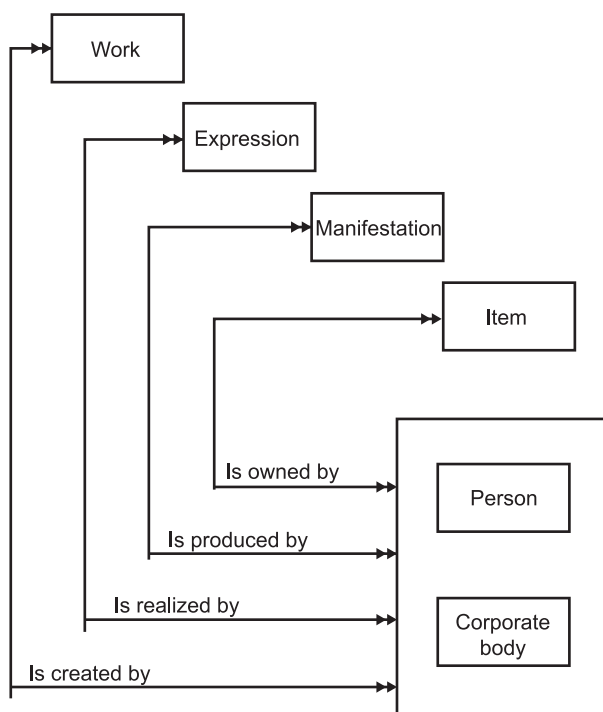 Work
Expression
Manifestation
Item
Is owned by
Person
Is produced by
Is realized by
Corporate
body
Is created by